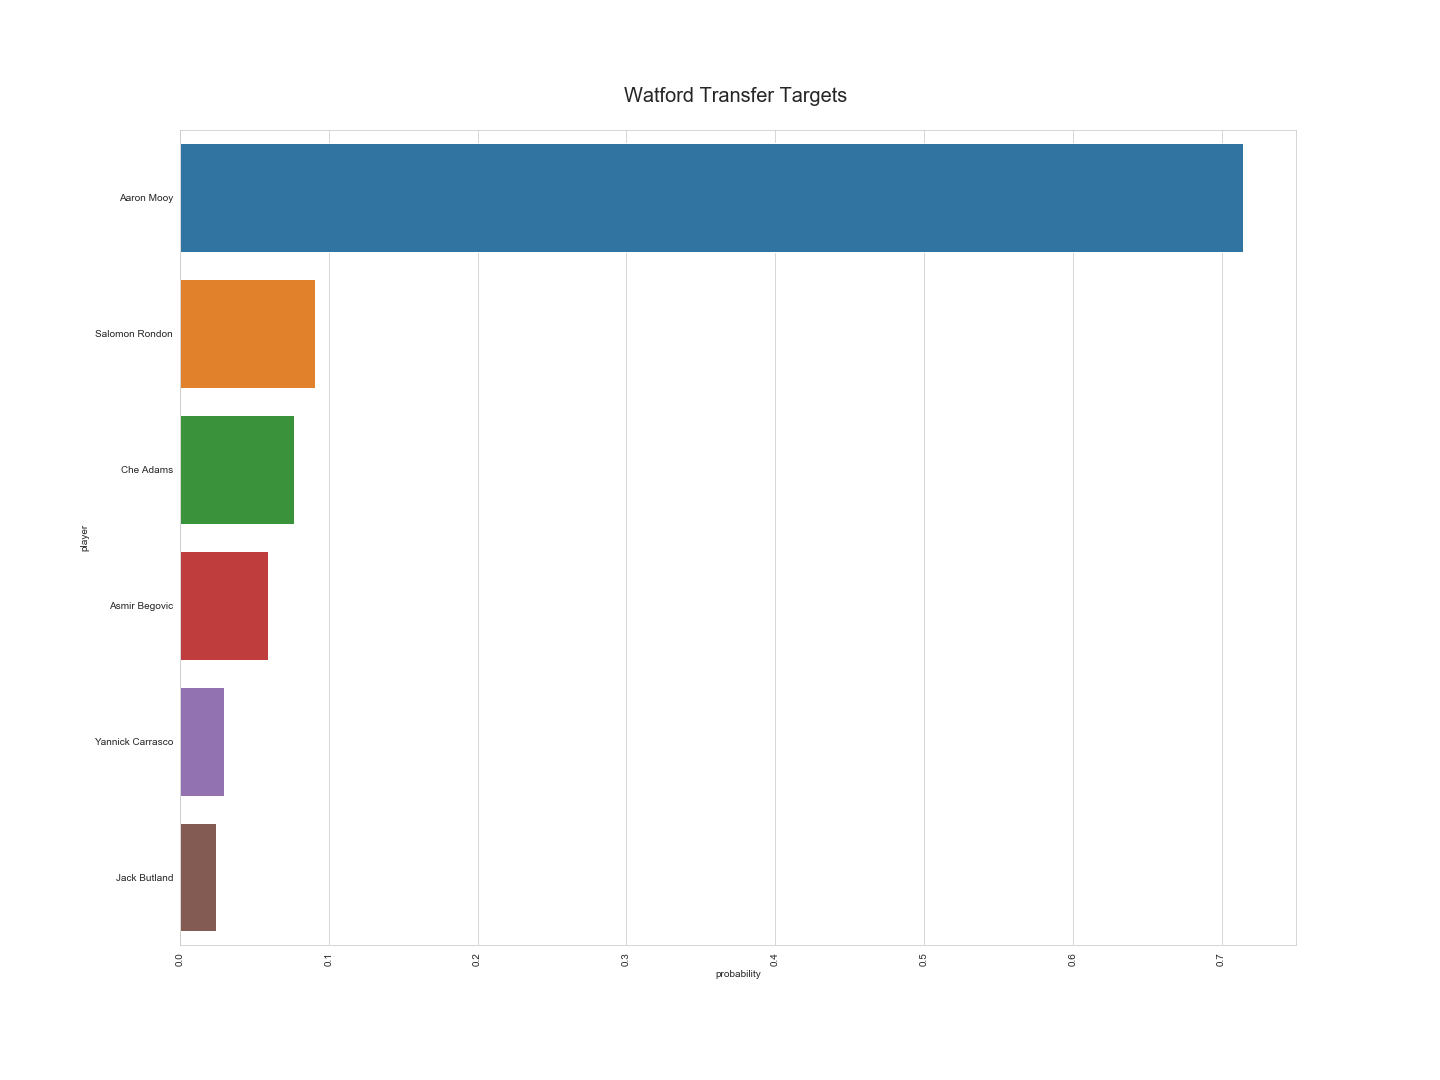 Watford Transfer Targets
Aaron Mooy
Salomon Rondon
Che Adams
Asmir Begovic
Yannick Carrasco
Jack Butland
player
0.0
0.1
0.2
0.3
0.4
0.5
0.6
0.7
probability